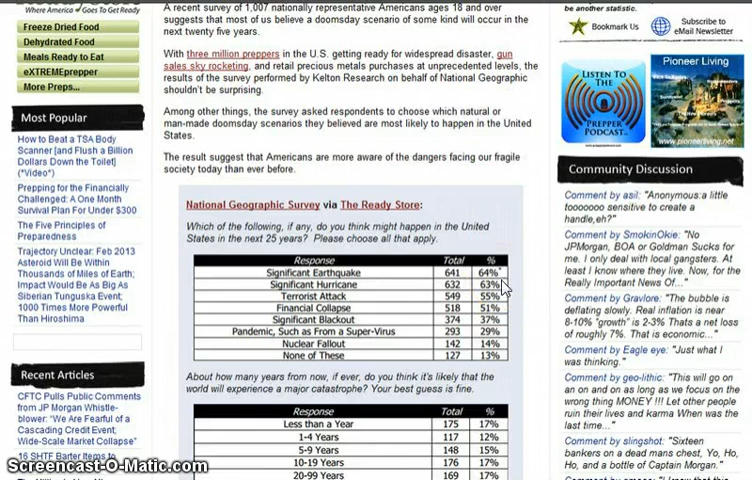 ReadyStore
Where America Goes To Get Ready
Freeze Dried Food
Dehydrated Food
Meals Ready to Eat
eXTREMEprepper
More Preps...
Most Popular
How to Beat a TSA Body
Scanner [and Flush a Billion
Dollars Down the Toilet]
(*Video*)
Prepping for the Financially
Challenged: A One Month
Survival Plan For Under $300
The Five Principles of
Preparedness
Trajectory Unclear: Feb 2013
Asteroid Will Be Within
Thousands of Miles of Earth;
Impact Would Be As Big As
Siberian Tunguska Event;
1000 Times More Powerful
Than Hiroshima
Recent Articles
CFTC Pulls Public Comments
from JP Morgan Whistle-
blower: “We Are Fearful of a
Cascading Credit Event;
Wide-Scale Market Collapse”
16 SHTF Barter Items to
A recent survey of 1,007 nationally representative Americans ages 18 and over
suggests that most of us believe a doomsday scenario of some kind will occur in the
next twenty five years.
With three million preppers in the U.S. getting ready for widespread disaster, gun
sales sky rocketing, and retail precious metals purchases at unprecedented levels, the
results of the survey performed by Kelton Research on behalf of National Geographic
shouldn't be surprising.
Among other things, the survey asked respondents to choose which natural or
man-made doomsday scenarios they believed are most likely to happen in the United
States.
The result suggest that Americans are more aware of the dangers facing our fragile
society today than ever before.
National Geographic Survey via The Ready Store:
Which of the following, if any, do you think might happen in the United
States in the next 25 years? Please choose all that apply.
Response Total %
Significant Earthquake 641 64%*
Significant Hurricane 632 63%
Terrorist Attack 549 55%
Financial Collapse 518 51%
Significant Blackout 374 37%
Pandemic, Such as From a Super-Virus 293 29%
Nuclear Fallout 142 14%
None of These 127 13%
About how many years from now, if ever, do you think it's likely that the
world will experience a major catastrophe? Your best guess is fine.
Response Total %
Less than a Year 175 17%
1-4 Years 117 12%
5-9 Years 148 15%
10-19 Years 176 17%
20-99 Years 169 17%
be another statistic.
Bookmark Us
Subscribe to
eMail Newsletter
LISTEN TO THE
PREPPER
PODCAST
Pioneer Living
www.pioneerliving.net
Community Discussion
Comment by asil: "Anonymous:a little
tooooooo sensitive to create a
handle,eh?"
Comment by SmokinOkie: "No
JPMorgan, BOA or Goldman Sucks for
me. I only deal with local gangsters. At
least I know where they live. Now, for the
Really Important News Of..."
Comment by Gravlore: "The bubble is
deflating slowly. Real inflation is near
8-10% “growth” is 2-3% Thats a net loss
of roughly 7%. That is economic..."
Comment by Eagle eye: "Just what I
was thinking."
Comment by geo-lithic: "This will go on
an on and on as long as we focus on the
wrong thing MONEY !!! Let other people
ruin their lives and karma When was the
last time..."
Comment by slingshot: "Sixteen
bankers on a dead mans chest, Yo, Ho,
Ho, and a bottle of Captain Morgan."
Screencast-O-Matic.com